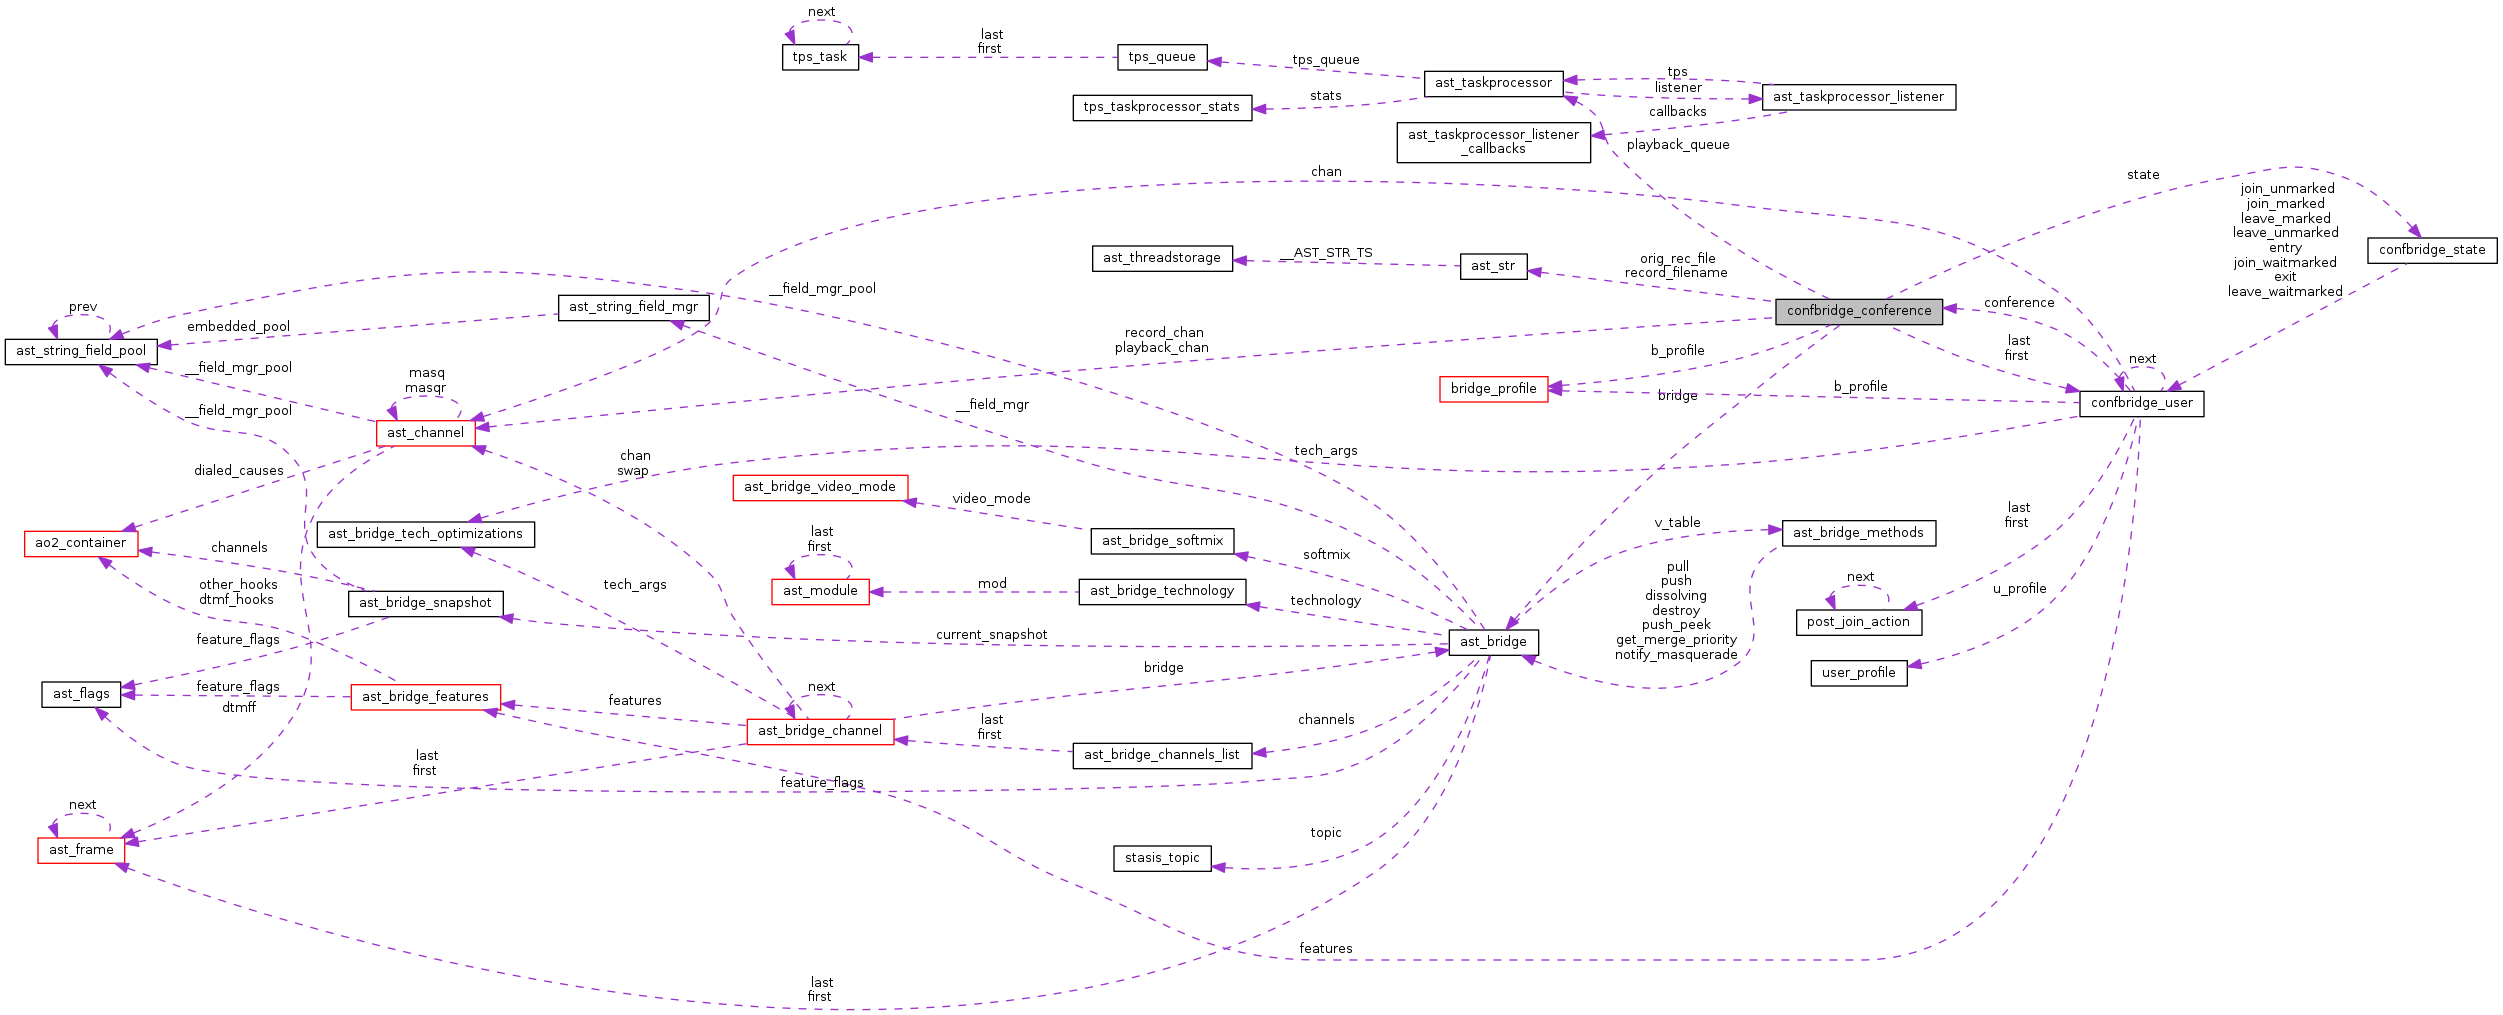 next
tps_task
last
first
tps_queue
tps_queue
stats
tps_taskprocessor_stats
ast_taskprocessor
tps
listener
ast_taskprocessor_listener
callbacks
ast_taskprocessor_listener
_callbacks
playback_queue
chan
state
join_unmarked
join_marked
leave_marked
leave_unmarked
entry
join_waitmarked
exit
leave_waitmarked
confbridge_state
ast_threadstorage
__AST_STR_TS
ast_str
orig_rec_file
record_filename
confbridge_conference
conference
__field_mgr_pool
prev
embedded_pool
ast_string_field_mgr
ast_string_field_pool
record_chan
playback_chan
last
first
next
b_profile
bridge_profile
b_profile
bridge
confbridge_user
__field_mgr_pool
masq
masqr
__field_mgr_pool
__field_mgr
ast_channel
dialed_causes
chan
swap
tech_args
ast_bridge_video_mode
video_mode
ast_bridge_softmix
softmix
ao2_container
ast_bridge_tech_optimizations
channels
last
first
v_table
ast_bridge_methods
last
first
other_hooks
dtmf_hooks
ast_bridge_snapshot
tech_args
ast_module
mod
ast_bridge_technology
technology
pull
push
dissolving
destroy
push_peek
get_merge_priority
notify_masquerade
next
u_profile
post_join_action
feature_flags
current_snapshot
ast_bridge
bridge
user_profile
ast_flags
feature_flags
dtmff
ast_bridge_features
features
next
ast_bridge_channel
last
first
channels
ast_bridge_channels_list
last
first
feature_flags
next
ast_frame
topic
stasis_topic
features
last
first